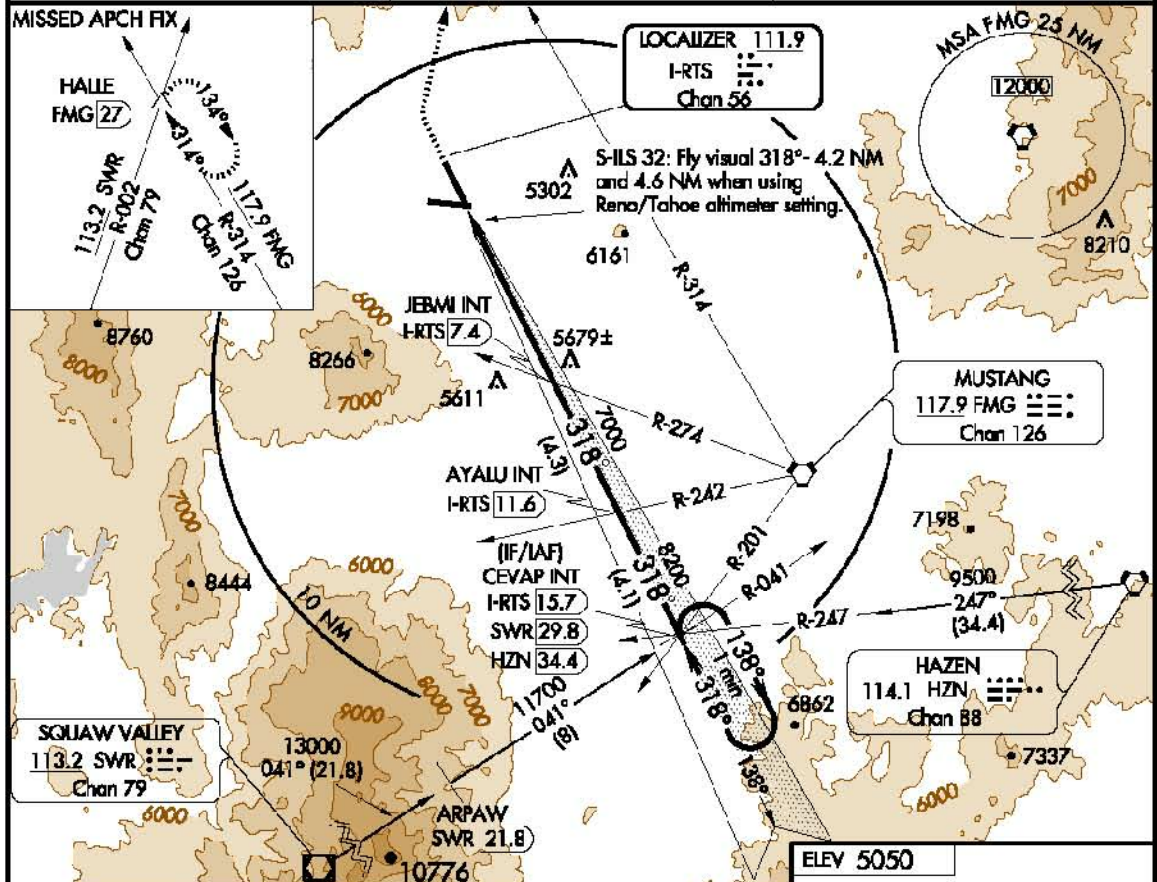 MISSED APCH FIX
HALLE
FMG 27
134°
314°
113.2 SWR
R-002
Chan 79
117.9 FMG
R-314
Chan 126
LOCALIZER 111.9
I-RTS
Chan 56
MSA FMG 25 NM
12000
7000
8210
S-ILS 32: Fly visual 318°- 4.2 NM
and 4.6 NM when using
Reno/Tahoe altimeter setting.
5302
6161
R-314
8760
8000
6000
8266
7000
JEBMI INT
I-RTS 7.4
5679±
5611
MUSTANG
117.9 FMG
Chan 126
R-274
7000
318°
(4.3)
AYALU INT
I-RTS 11.6
R-242
R-201
R-041
7198
7000
8444
6000
10 NM
(IF/IAF)
CEVAP INT
I-RTS 15.7
SWR 29.8
HZN 34.4
8200
318°
(4.1)
R-247
9500
247°
(34.4)
138°
1 min
318°
138°
6862
HAZEN
114.1 HZN
Chan 88
7337
6000
11700
041°
(8)
9000
8000
7000
SQUAW VALLEY
113.2 SWR
Chan 79
6000
13000
041° (21.8)
ARPAW
SWR 21.8
10776
ELEV 5050